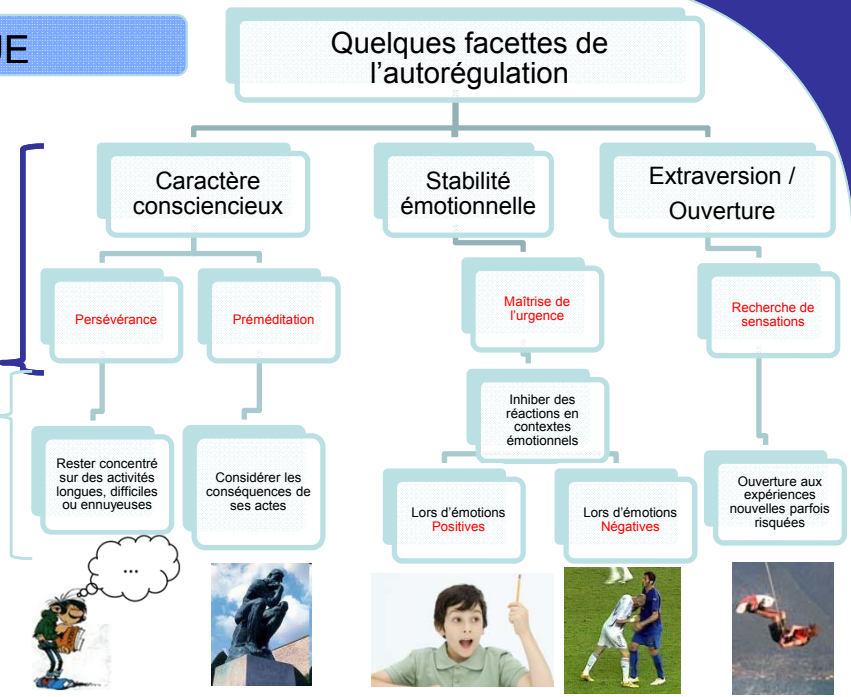 UE
Quelques facettes de
l'autorégulation
Caractère
consciencieux
Stabilité
émotionnelle
Extraversion /
Ouverture
Persévérance
Préméditation
Maîtrise de
l'urgence
Recherche de
sensations
Inhiber des
réactions en
contextes
émotionnels
Rester concentré
sur des activités
longues, difficiles
ou ennuyeuses
Considérer les
conséquences de
ses actes
Lors d'émotions
Positives
Lors d'émotions
Négatives
Ouverture aux
expériences
nouvelles parfois
risquées
...